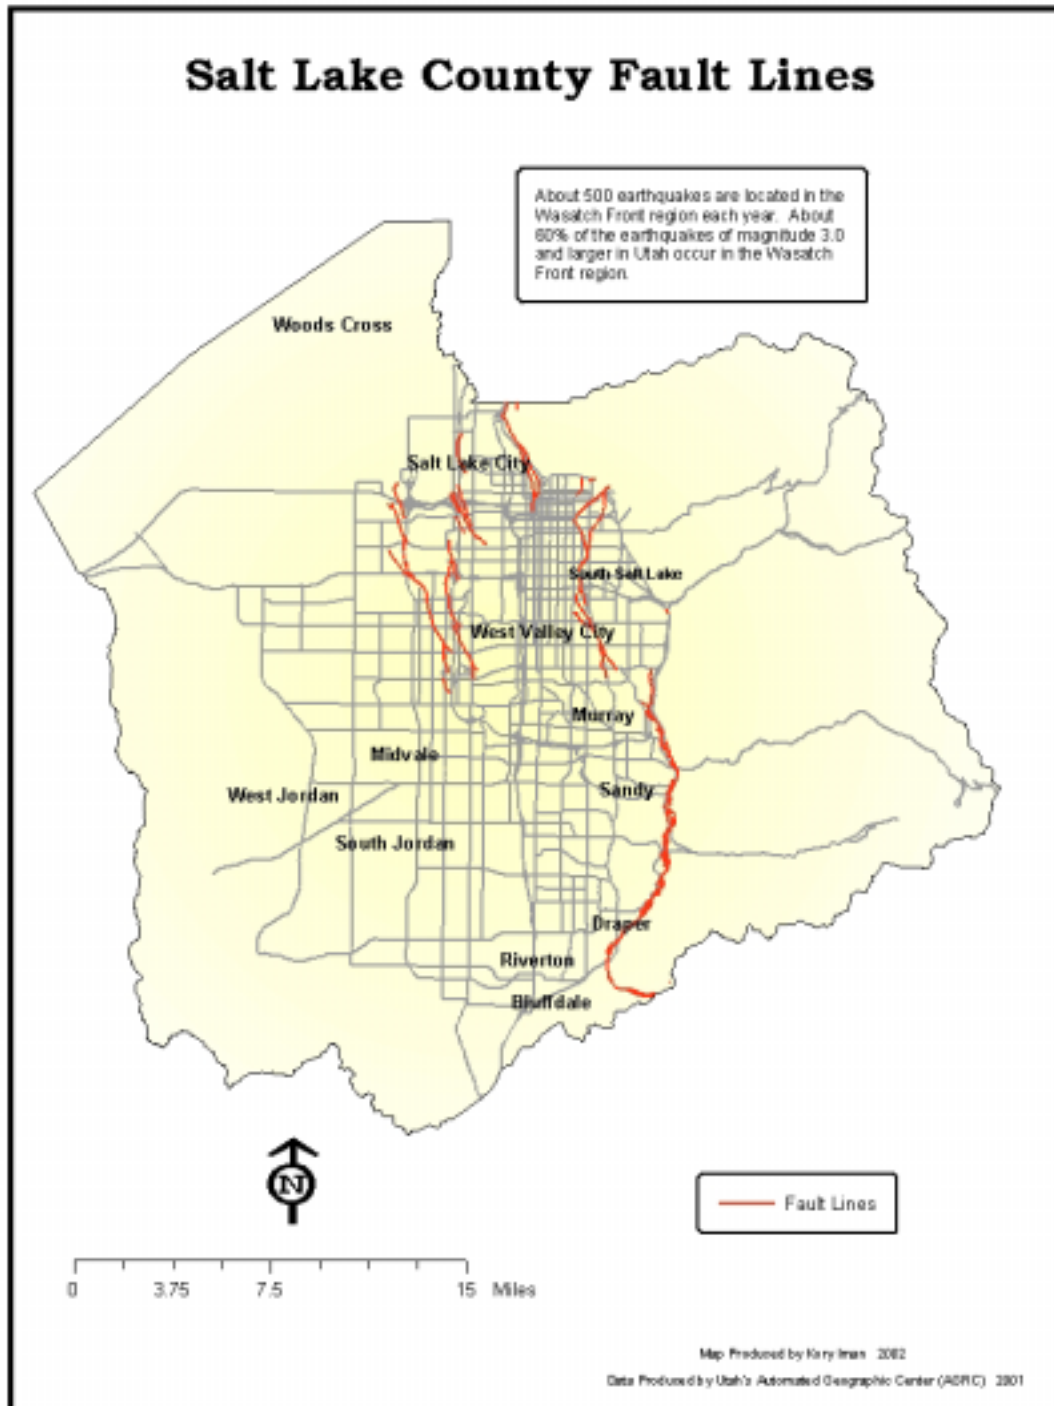 Salt Lake County Fault Lines
About 500 earthquakes are located in the
Wasatch Front region each year. About
60% of the earthquakes of magnitude 3.0
and larger in Utah occur in the Wasatch
Front region.
Woods Cross
Salt Lake City
South Salt Lake
West Valley City
Murray
Midvale
Sandy
West Jordan
South Jordan
Draper
Riverton
Bluffdale
N
Fault Lines
0 3.75 7.5 15 Miles
Map Produced by Kory Iman 2002
Data Produced by Utah's Automated Geographic Center (AGRC) 2001